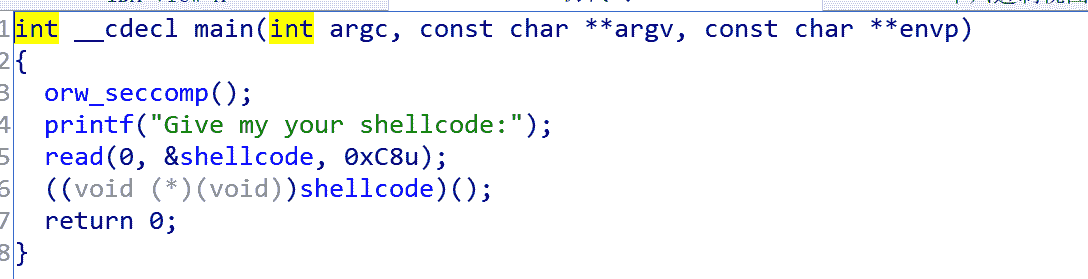 1 int __cdecl main(int argc, const char **argv, const char **envp)
2 {
3 orw_seccomp();
4 printf("Give my your shellcode:");
5 read(0, &shellcode, 0xC8u);
6 ((void (*)(void))shellcode)();
7 return 0;
8 }